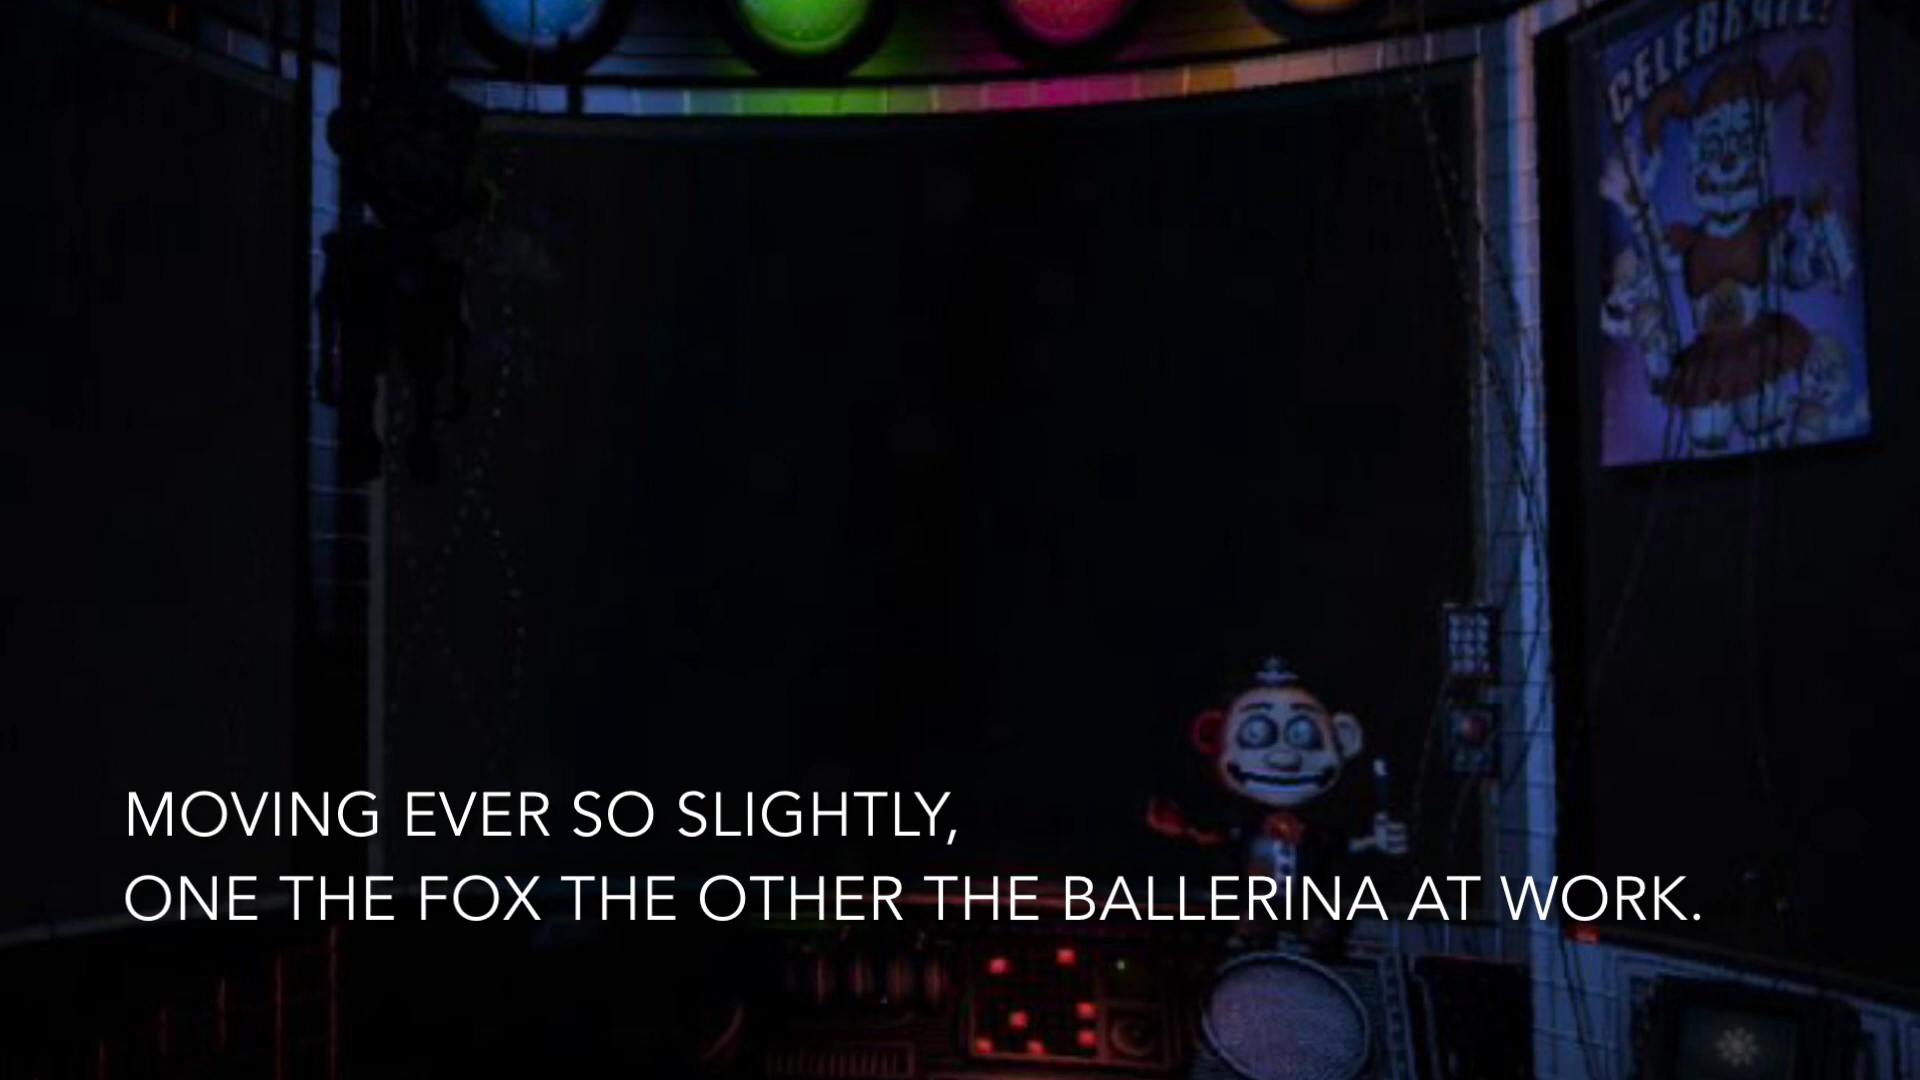 CELEBRATE!
MOVING EVER SO SLIGHTLY,
ONE THE FOX THE OTHER THE BALLERINA AT WORK.